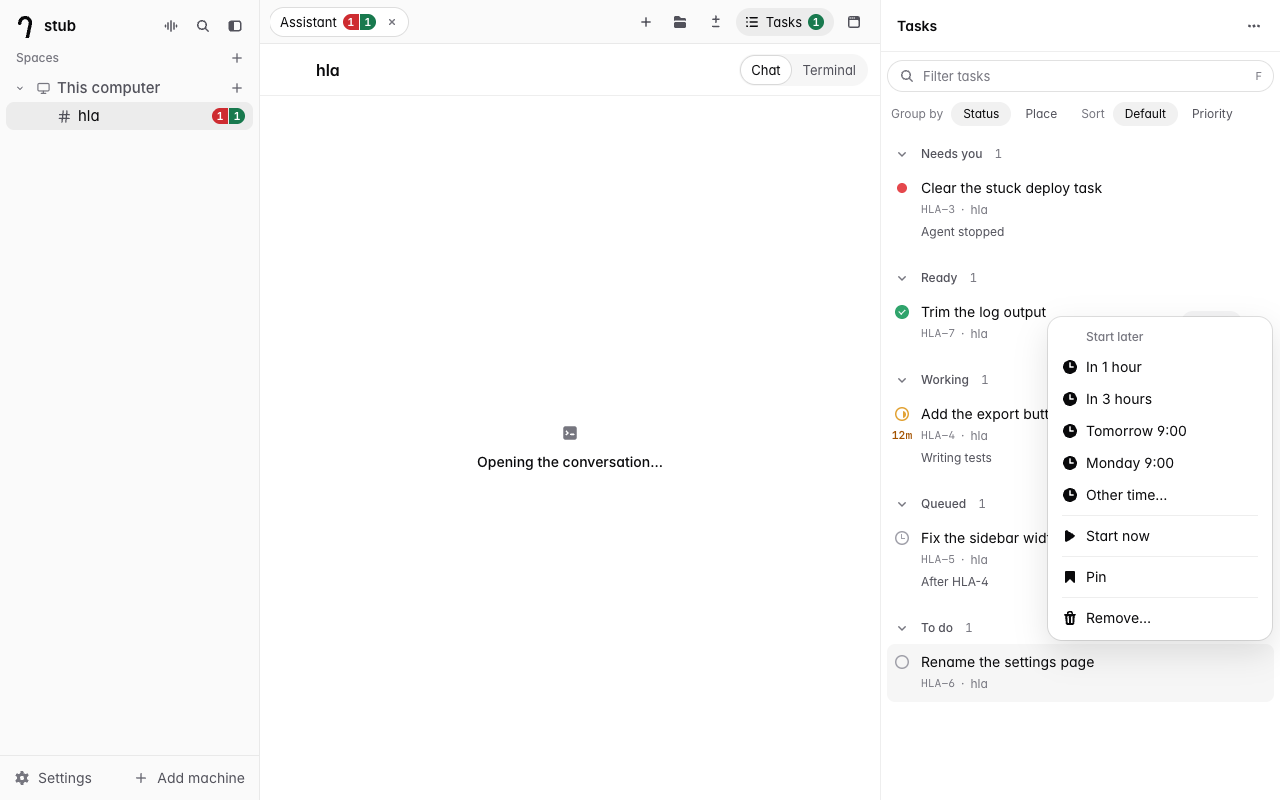 stub
Spaces
This computer
hla
1 1
Settings
Add machine
Assistant 1 1
Tasks 1
hla
Chat
Terminal
Opening the conversation...
Tasks
Filter tasks
F
Group by Status Place Sort Default Priority
Needs you 1
Clear the stuck deploy task
HLA-3 · hla
Agent stopped
Ready 1
Trim the log output
HLA-7 · hla
Working 1
Add the export butt
12m HLA-4 · hla
Writing tests
Queued 1
Fix the sidebar wid
HLA-5 · hla
After HLA-4
To do 1
Rename the settings page
HLA-6 · hla
Start later
In 1 hour
In 3 hours
Tomorrow 9:00
Monday 9:00
Other time...
Start now
Pin
Remove...